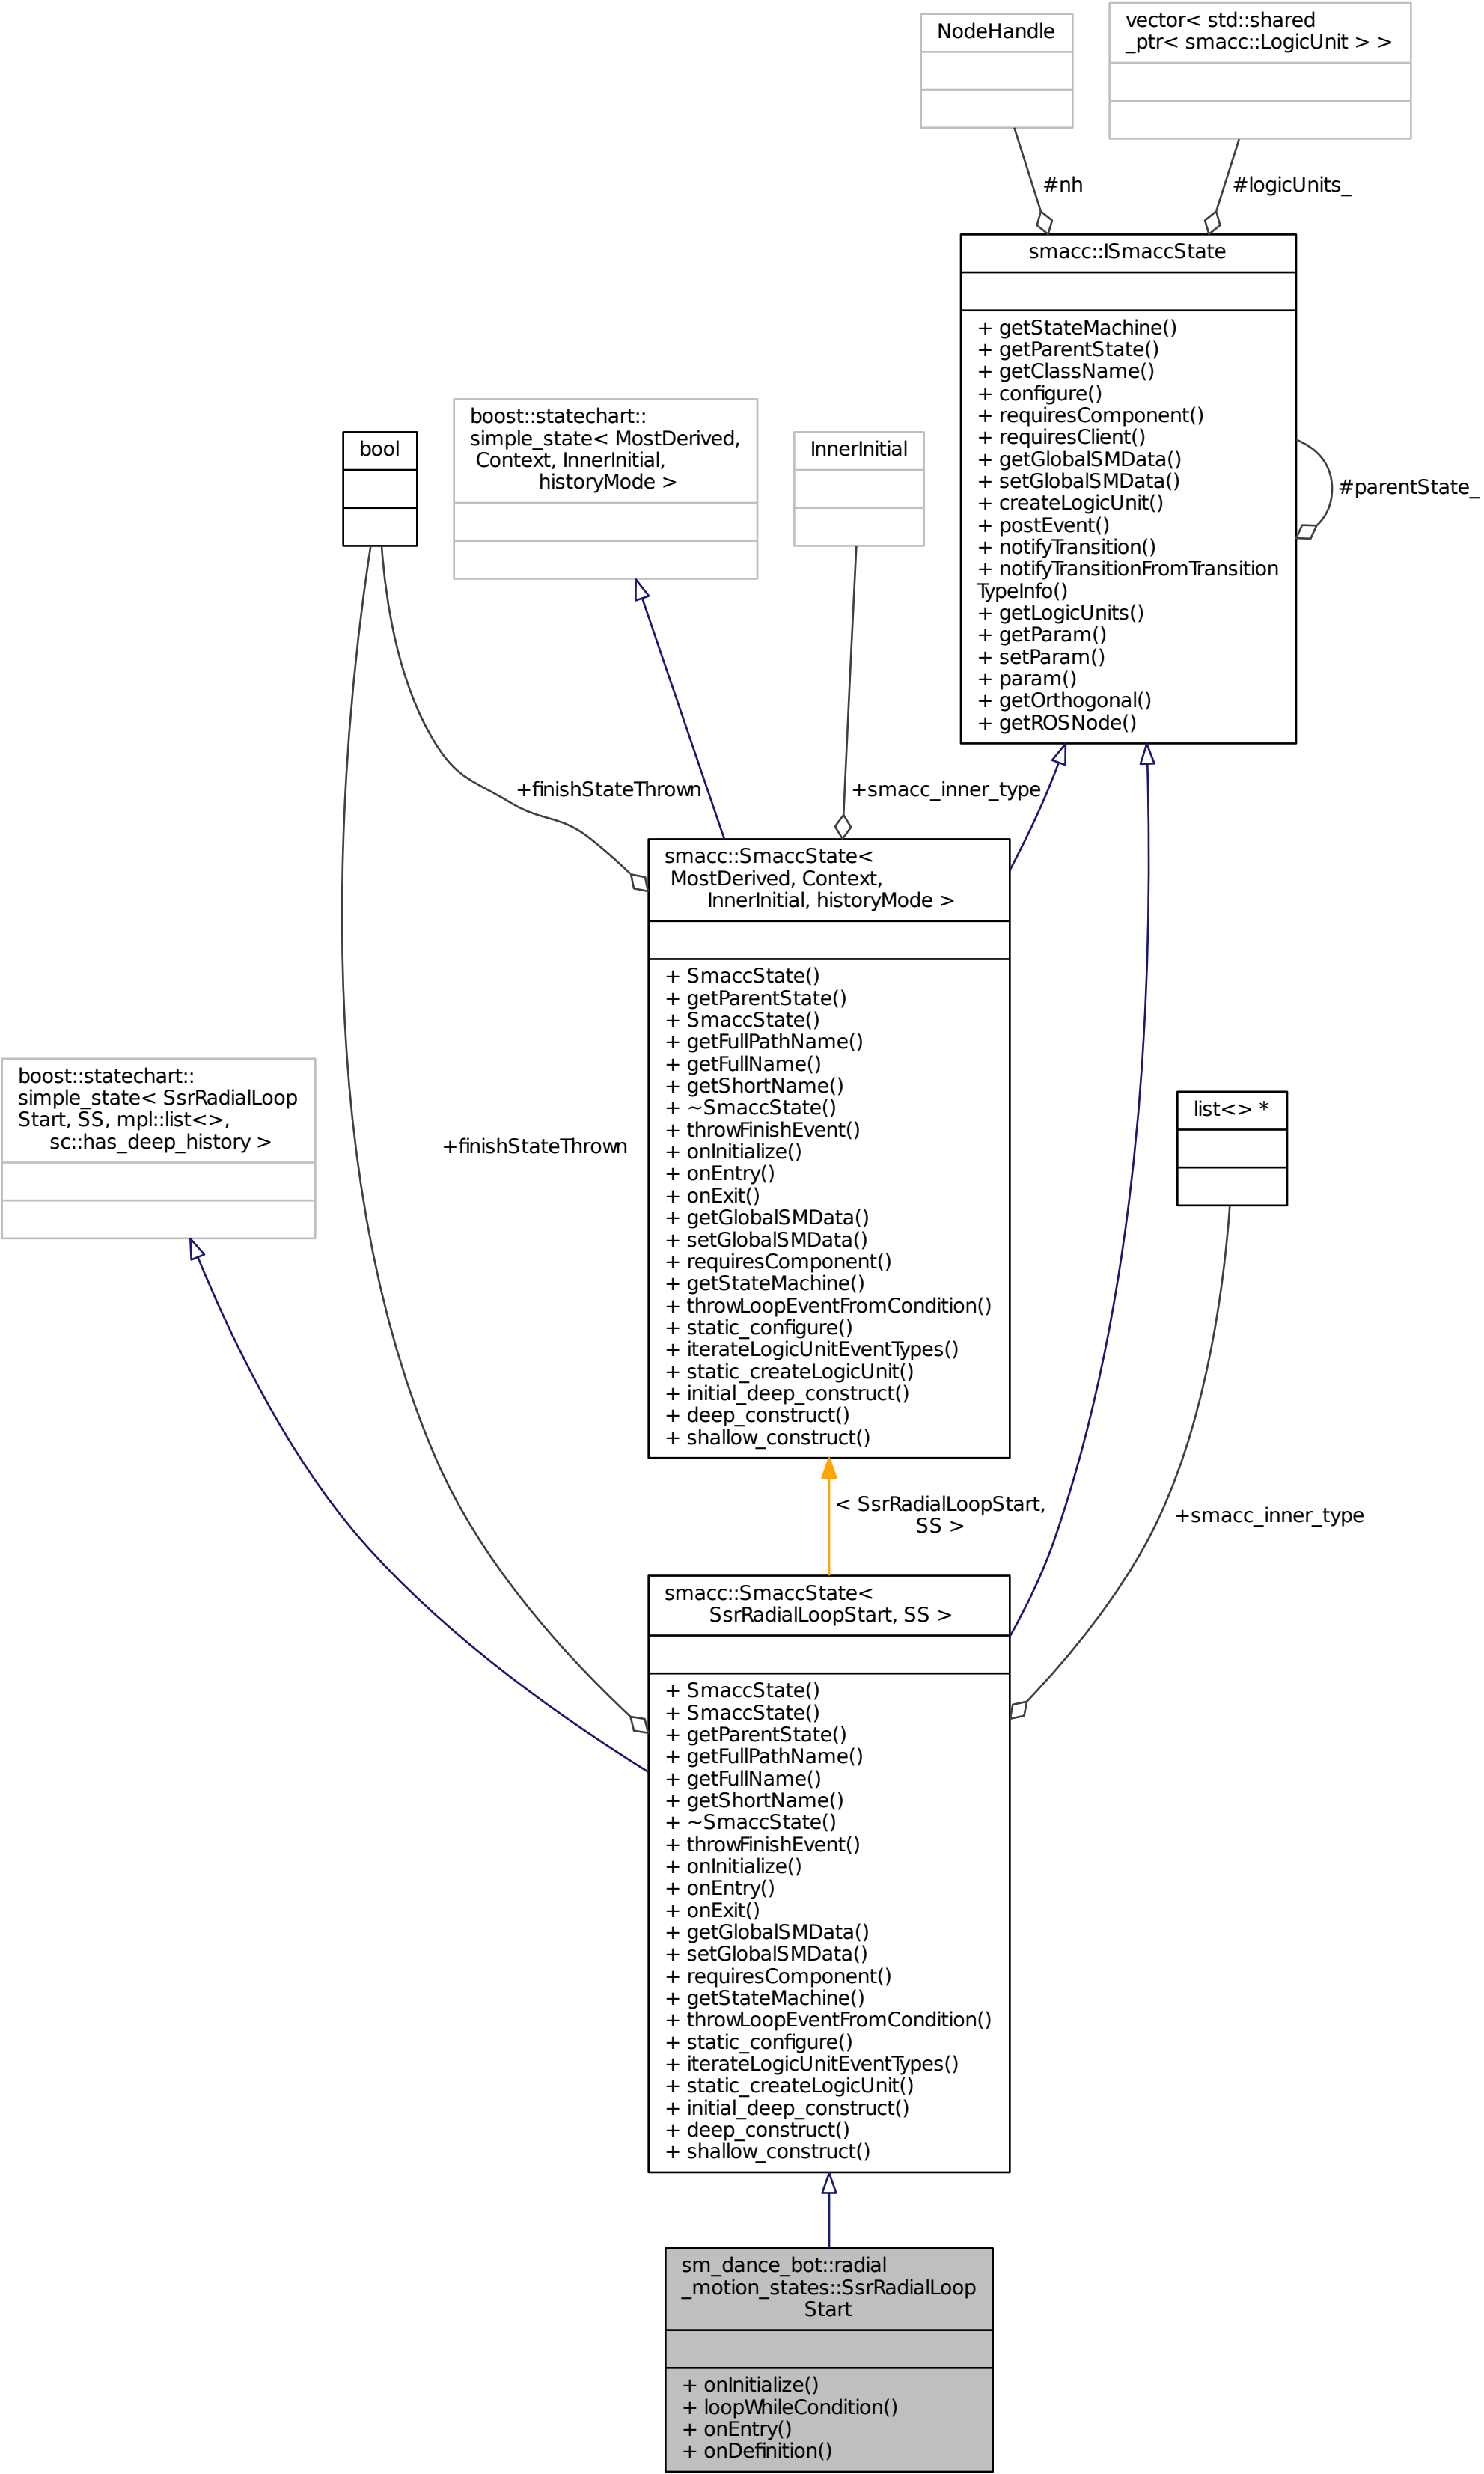 NodeHandle
vector< std::shared
_ptr< smacc::LogicUnit > >
#nh
#logicUnits_
smacc::ISmaccState
+ getStateMachine()
+ getParentState()
+ getClassName()
+ configure()
+ requiresComponent()
+ requiresClient()
+ getGlobalSMData()
+ setGlobalSMData()
+ createLogicUnit()
+ postEvent()
+ notifyTransition()
+ notifyTransitionFromTransition
TypeInfo()
+ getLogicUnits()
+ getParam()
+ setParam()
+ param()
+ getOrthogonal()
+ getROSNode()
#parentState_
bool
boost::statechart::
simple_state< MostDerived,
Context, InnerInitial,
historyMode >
InnerInitial
+finishStateThrown
+smacc_inner_type
smacc::SmaccState<
MostDerived, Context,
InnerInitial, historyMode >
+ SmaccState()
+ getParentState()
+ SmaccState()
+ getFullPathName()
+ getFullName()
+ getShortName()
+ ~SmaccState()
+ throwFinishEvent()
+ onInitialize()
+ onEntry()
+ onExit()
+ getGlobalSMData()
+ setGlobalSMData()
+ requiresComponent()
+ getStateMachine()
+ throwLoopEventFromCondition()
+ static_configure()
+ iterateLogicUnitEventTypes()
+ static_createLogicUnit()
+ initial_deep_construct()
+ deep_construct()
+ shallow_construct()
boost::statechart::
simple_state< SsrRadialLoop
Start, SS, mpl::list<>,
sc::has_deep_history >
+finishStateThrown
list<> *
< SsrRadialLoopStart,
SS >
+smacc_inner_type
smacc::SmaccState<
SsrRadialLoopStart, SS >
+ SmaccState()
+ SmaccState()
+ getParentState()
+ getFullPathName()
+ getFullName()
+ getShortName()
+ ~SmaccState()
+ throwFinishEvent()
+ onInitialize()
+ onEntry()
+ onExit()
+ getGlobalSMData()
+ setGlobalSMData()
+ requiresComponent()
+ getStateMachine()
+ throwLoopEventFromCondition()
+ static_configure()
+ iterateLogicUnitEventTypes()
+ static_createLogicUnit()
+ initial_deep_construct()
+ deep_construct()
+ shallow_construct()
sm_dance_bot::radial
_motion_states::SsrRadialLoop
Start
+ onInitialize()
+ loopWhileCondition()
+ onEntry()
+ onDefinition()